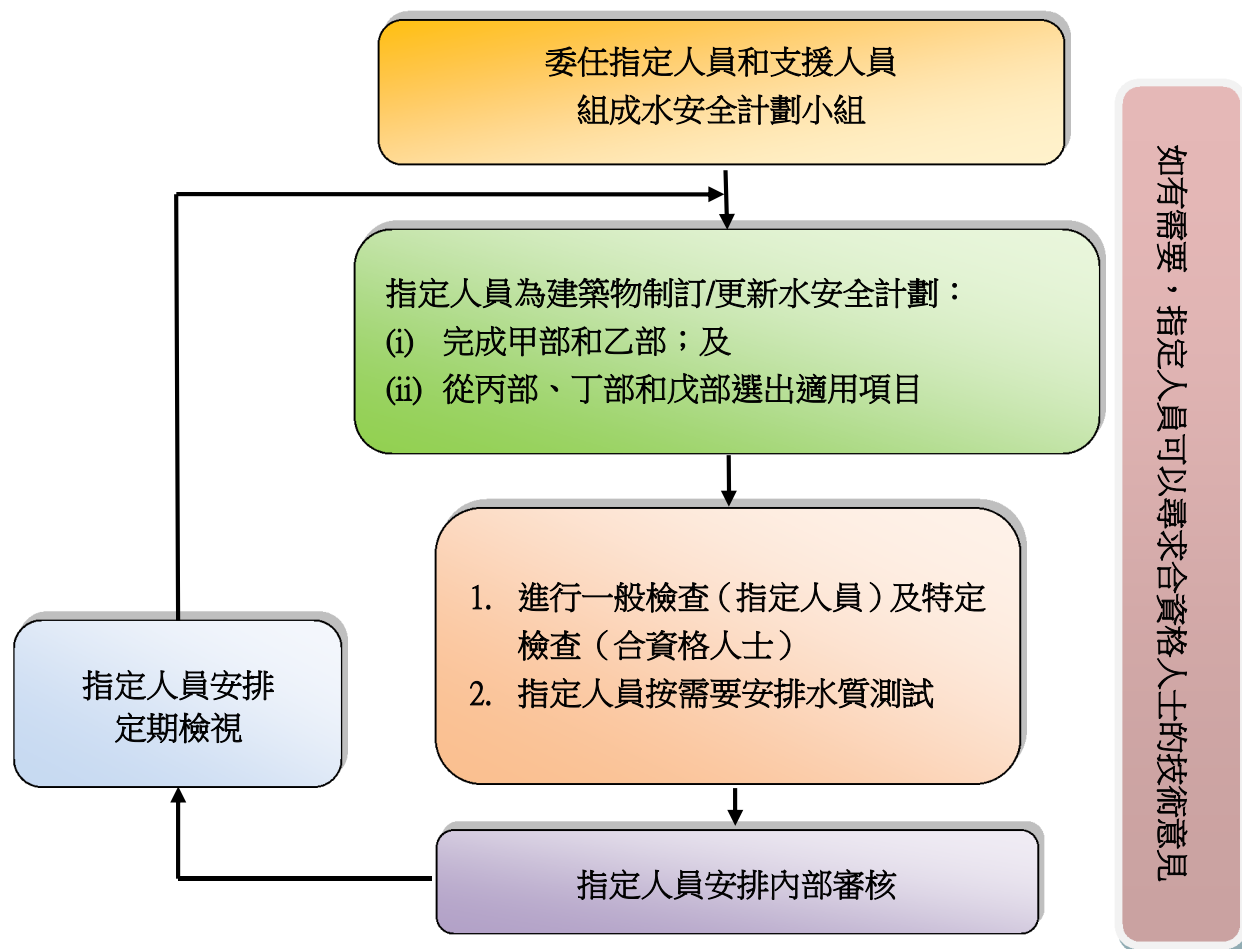 委任指定人員和支援人員
組成水安全計劃小組
指定人員為建築物制訂/更新水安全計劃：
(i) 完成甲部和乙部；及
(ii) 從丙部、丁部和戊部選出適用項目
1. 進行一般檢查（指定人員）及特定
檢查（合資格人士）
2. 指定人員按需要安排水質測試
指定人員安排
定期檢視
指定人員安排內部審核
如有需要，指定人員可以尋求合資格人士的技術意見